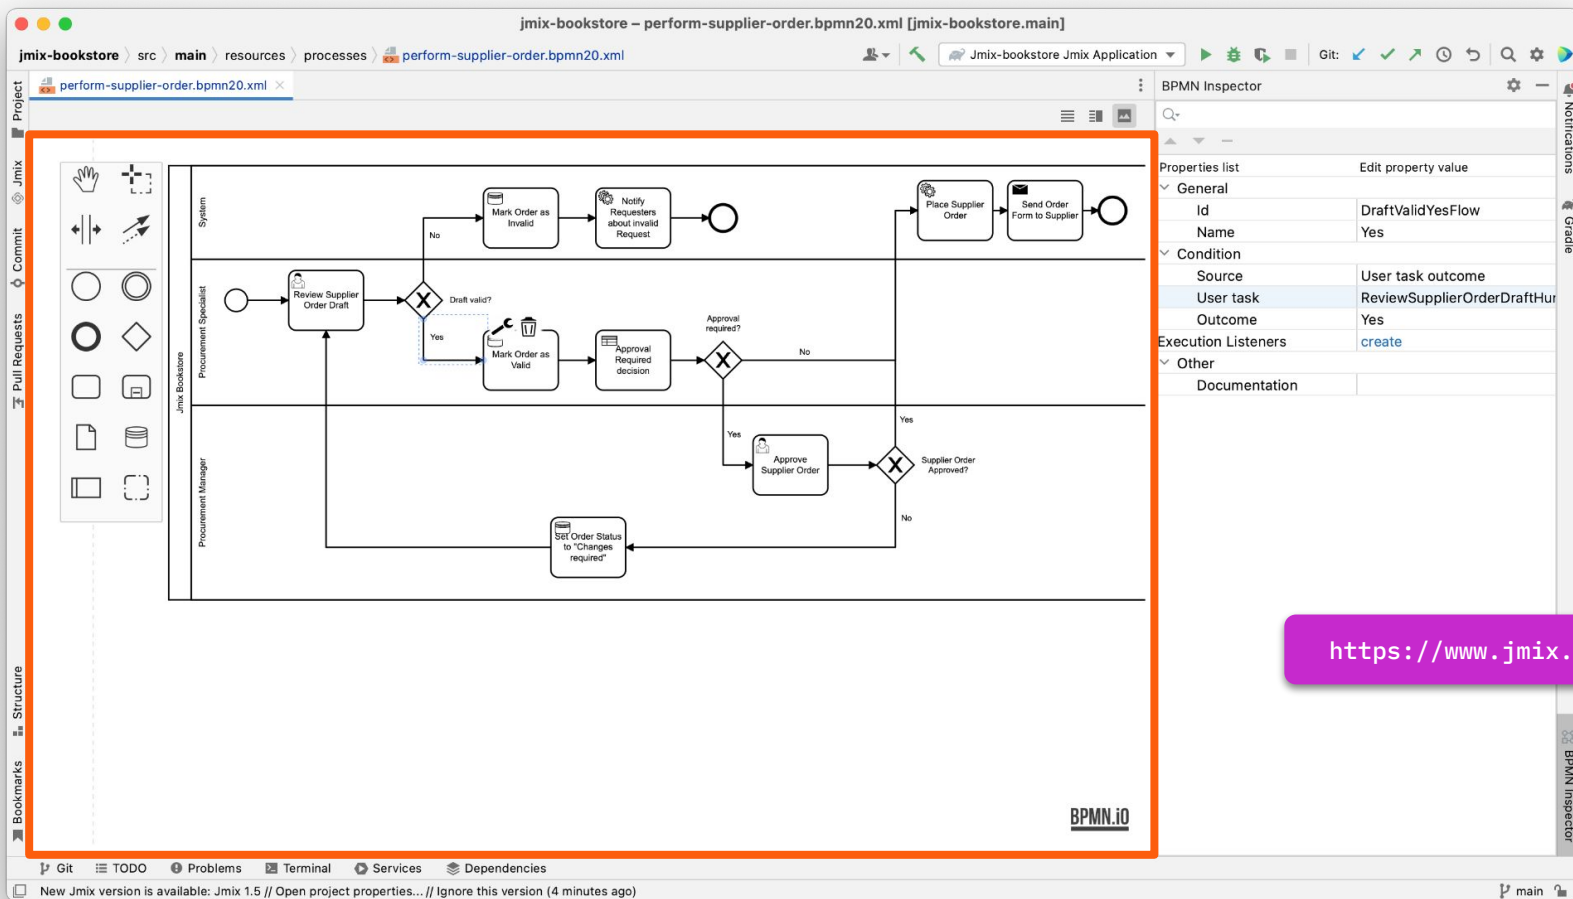 jmix-bookstore – perform-supplier-order.bpmn20.xml [jmix-bookstore.main]
jmix-bookstore
src
main
resources
processes
perform-supplier-order.bpmn20.xml
Jmix-bookstore Jmix Application
Git:
perform-supplier-order.bpmn20.xml
BPMN Inspector
Project
Jmix
Commit
Pull Requests
Structure
Bookmarks
Notifications
Gradle
BPMN Inspector
Jmix Bookstore
System
Procurement Specialist
Procurement Manager
Mark Order as
Invalid
Notify
Requesters
about invalid
Request
Place Supplier
Order
Send Order
Form to Supplier
No
Review Supplier
Order Draft
Draft valid?
Yes
Mark Order as
Valid
Approval
Required
decision
Approval
required?
No
Yes
Approve
Supplier Order
Yes
Supplier Order
Approved?
No
Set Order Status
to "Changes
required"
BPMN.iO
Properties list
Edit property value
General
Id
DraftValidYesFlow
Name
Yes
Condition
Source
User task outcome
User task
ReviewSupplierOrderDraftHur
Outcome
Yes
Execution Listeners
create
Other
Documentation
https://www.jmix.
Git
TODO
Problems
Terminal
Services
Dependencies
New Jmix version is available: Jmix 1.5 // Open project properties... // Ignore this version (4 minutes ago)
main